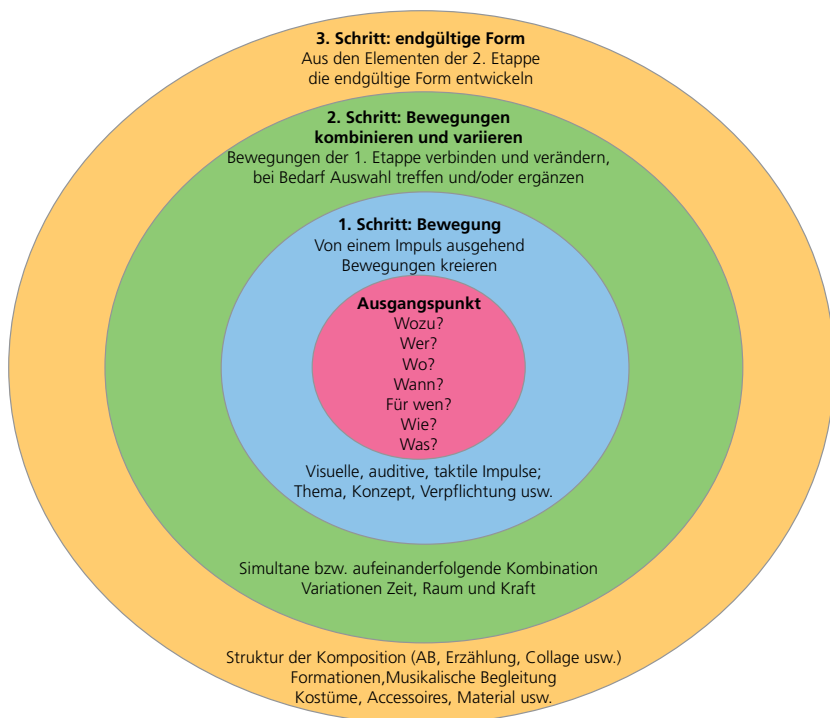 3. Schritt: endgültige Form
Aus den Elementen der 2. Etappe
die endgültige Form entwickeln
2. Schritt: Bewegungen
kombinieren und variieren
Bewegungen der 1. Etappe verbinden und verändern,
bei Bedarf Auswahl treffen und/oder ergänzen
1. Schritt: Bewegung
Von einem Impuls ausgehend
Bewegungen kreieren
Ausgangspunkt
Wozu?
Wer?
Wo?
Wann?
Für wen?
Wie?
Was?
Visuelle, auditive, taktile Impulse;
Thema, Konzept, Verpflichtung usw.
Simultane bzw. aufeinanderfolgende Kombination
Variationen Zeit, Raum und Kraft
Struktur der Komposition (AB, Erzählung, Collage usw.)
Formationen,Musikalische Begleitung
Kostüme, Accessoires, Material usw.